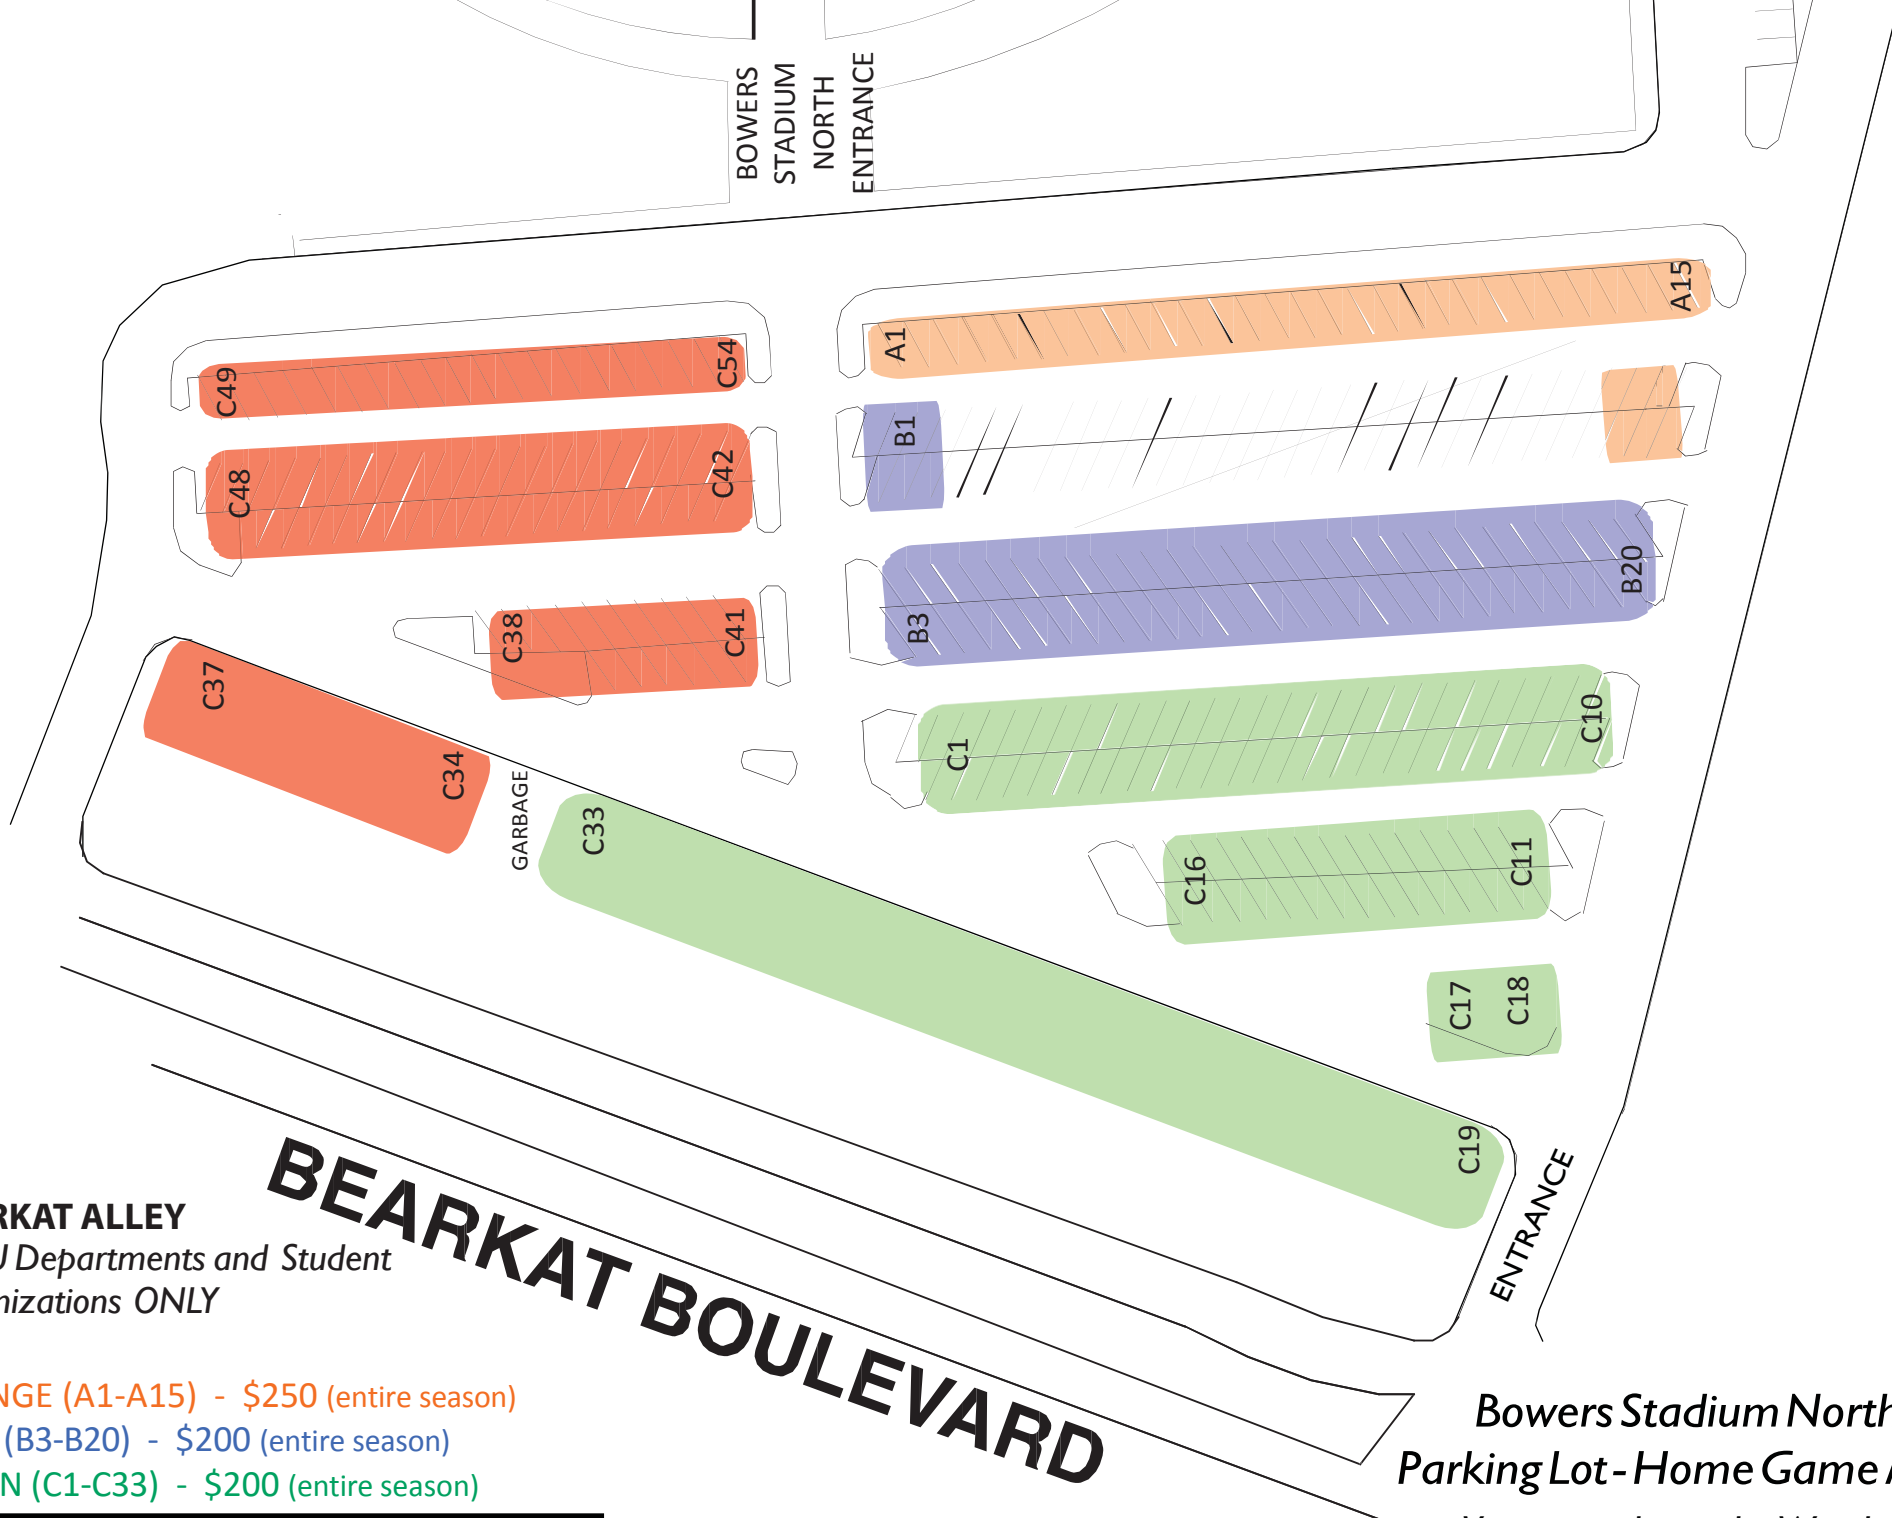 BOWERS
STADIUM
NORTH
ENTRANCE
A15
A1
C54
C49
B1
C42
C48
B20
B3
C38
C41
C37
C34
GARBAGE
C33
C1
C10
C16
C11
C17
C18
C19
ENTRANCE
BEARKAT BOULEVARD
RKAT ALLEY
U Departments and Student
nizations ONLY
NGE (A1-A15) - $250 (entire season)
(B3-B20) - $200 (entire season)
N (C1-C33) - $200 (entire season)
Bowers Stadium North
Parking Lot - Home Game